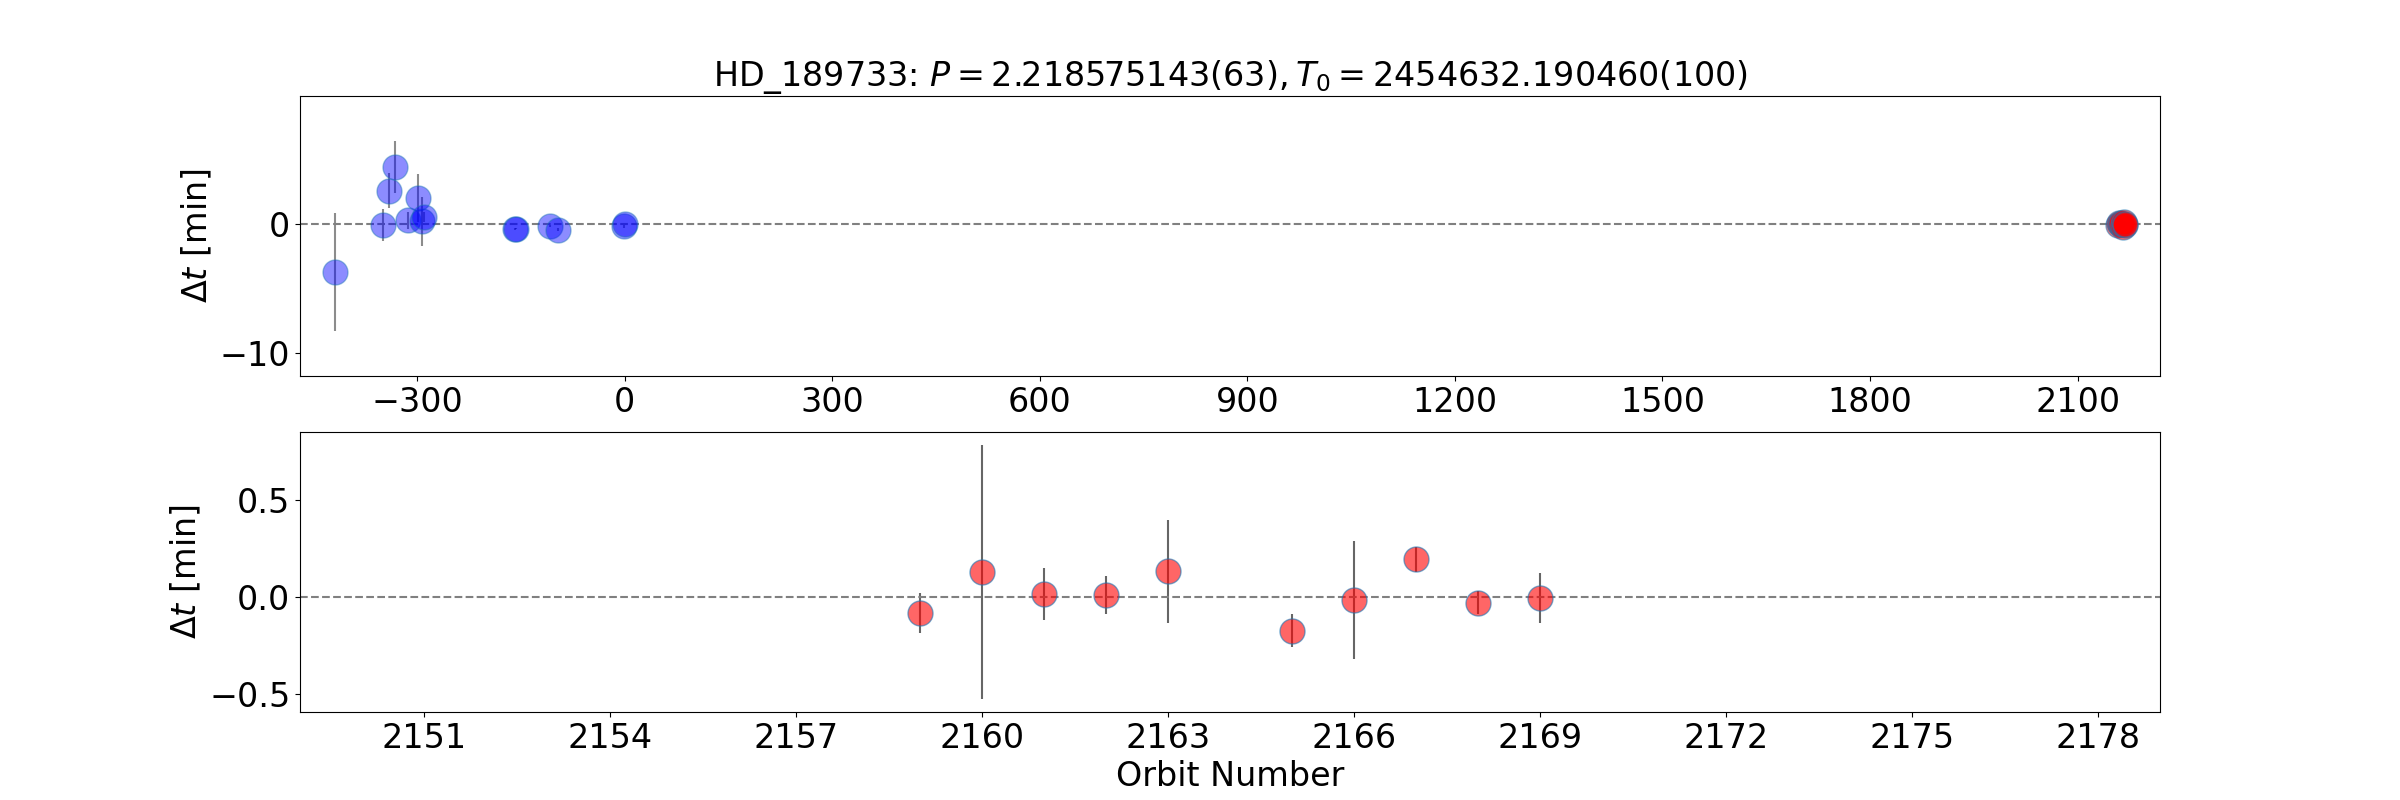 HD_189733: P = 2.218575143(63), T₀ = 2454632.190460(100)
Δt [min]
0
−10
−300 0 300 600 900 1200 1500 1800 2100
Δt [min]
0.5
0.0
−0.5
2151 2154 2157 2160 2163 2166 2169 2172 2175 2178
Orbit Number